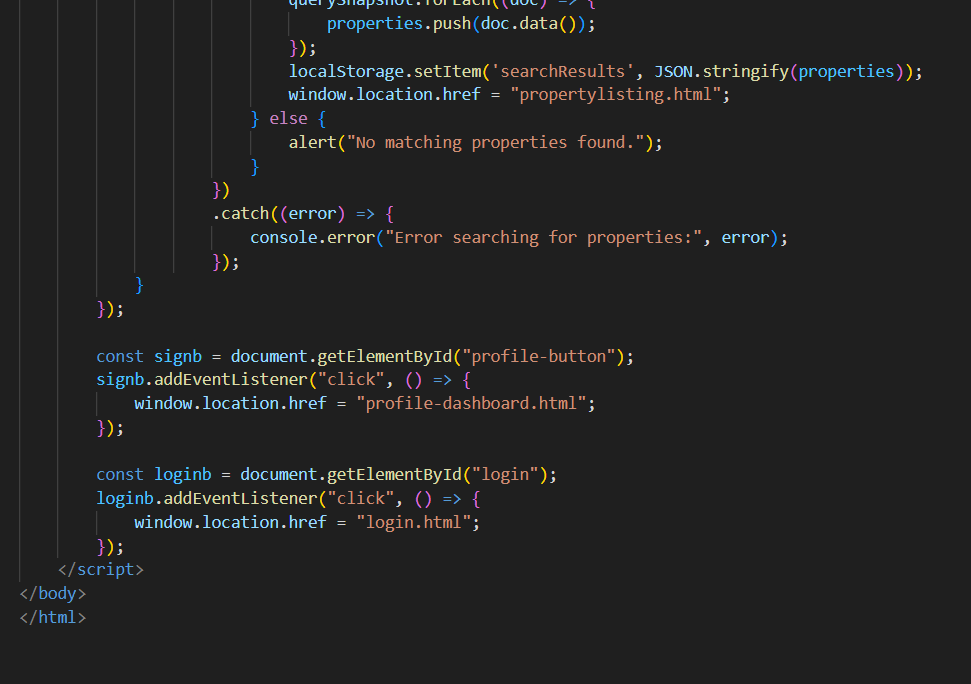 querySnapshot.forEach((doc) => {
properties.push(doc.data());
});
localStorage.setItem('searchResults', JSON.stringify(properties));
window.location.href = "propertylisting.html";
} else {
alert("No matching properties found.");
}
})
.catch((error) => {
console.error("Error searching for properties:", error);
});
}
});
const signb = document.getElementById("profile-button");
signb.addEventListener("click", () => {
window.location.href = "profile-dashboard.html";
});
const loginb = document.getElementById("login");
loginb.addEventListener("click", () => {
window.location.href = "login.html";
});
</script>
</body>
</html>